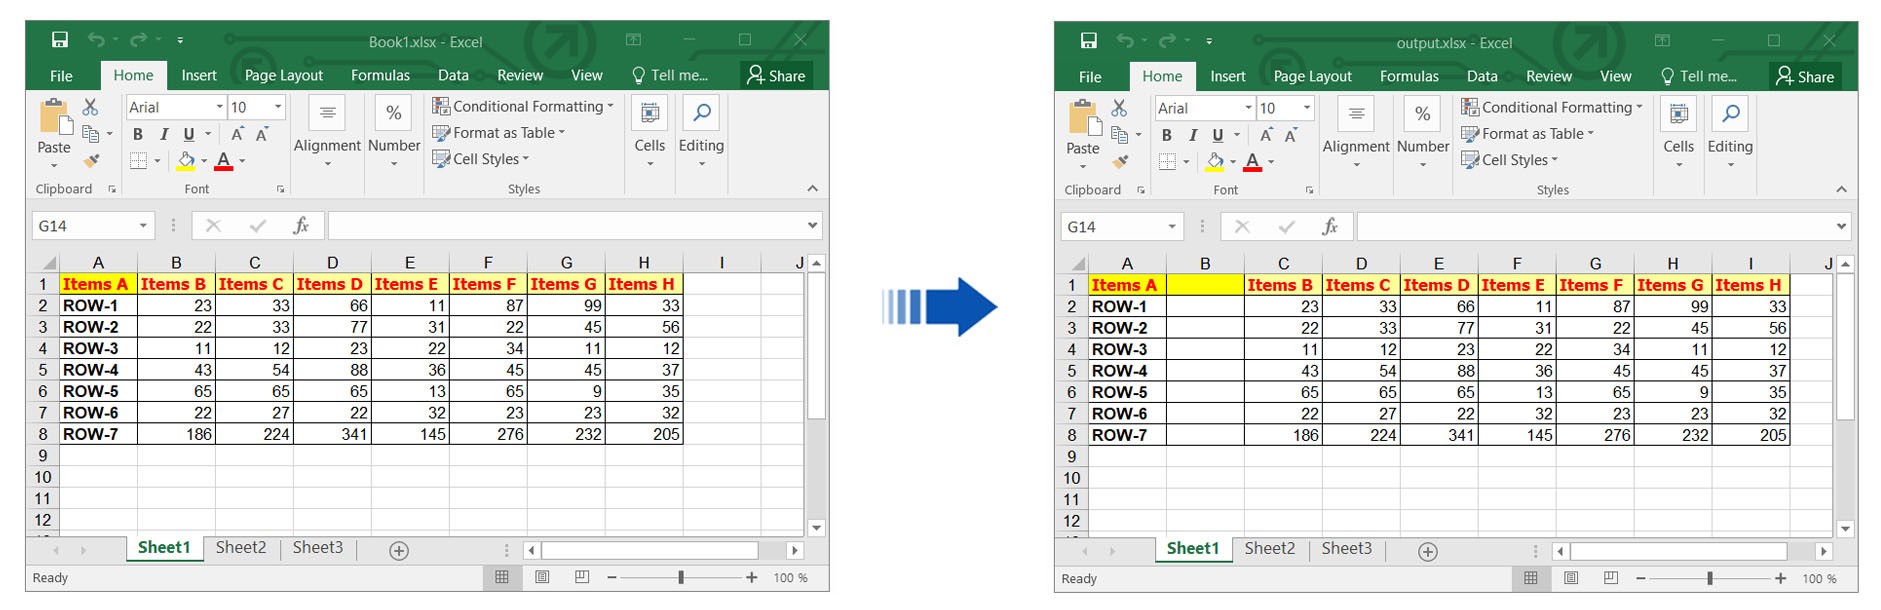 Book1.xlsx - Excel
File Home Insert Page Layout Formulas Data Review View Tell me... Share
Arial 10 % Conditional Formatting
B I U A A Format as Table
Paste Alignment Number Cell Styles Cells Editing
A
Clipboard Font Styles
G14 fx
A B C D E F G H I J
1 Items A Items B Items C Items D Items E Items F Items G Items H
2 ROW-1 23 33 66 11 87 99 33
3 ROW-2 22 33 77 31 22 45 56
4 ROW-3 11 12 23 22 34 11 12
5 ROW-4 43 54 88 36 45 45 37
6 ROW-5 65 65 65 13 65 9 35
7 ROW-6 22 27 22 32 23 23 32
8 ROW-7 186 224 341 145 276 232 205
9
10
11
12
Sheet1 Sheet2 Sheet3
Ready 100 %
output.xlsx - Excel
File Home Insert Page Layout Formulas Data Review View Tell me... Share
Arial 10 % Conditional Formatting
B I U A A Format as Table
Paste Alignment Number Cell Styles Cells Editing
A
Clipboard Font Styles
G14 fx
A B C D E F G H I J
1 Items A Items B Items C Items D Items E Items F Items G Items H
2 ROW-1 23 33 66 11 87 99 33
3 ROW-2 22 33 77 31 22 45 56
4 ROW-3 11 12 23 22 34 11 12
5 ROW-4 43 54 88 36 45 45 37
6 ROW-5 65 65 65 13 65 9 35
7 ROW-6 22 27 22 32 23 23 32
8 ROW-7 186 224 341 145 276 232 205
9
10
11
12
Sheet1 Sheet2 Sheet3
Ready 100 %